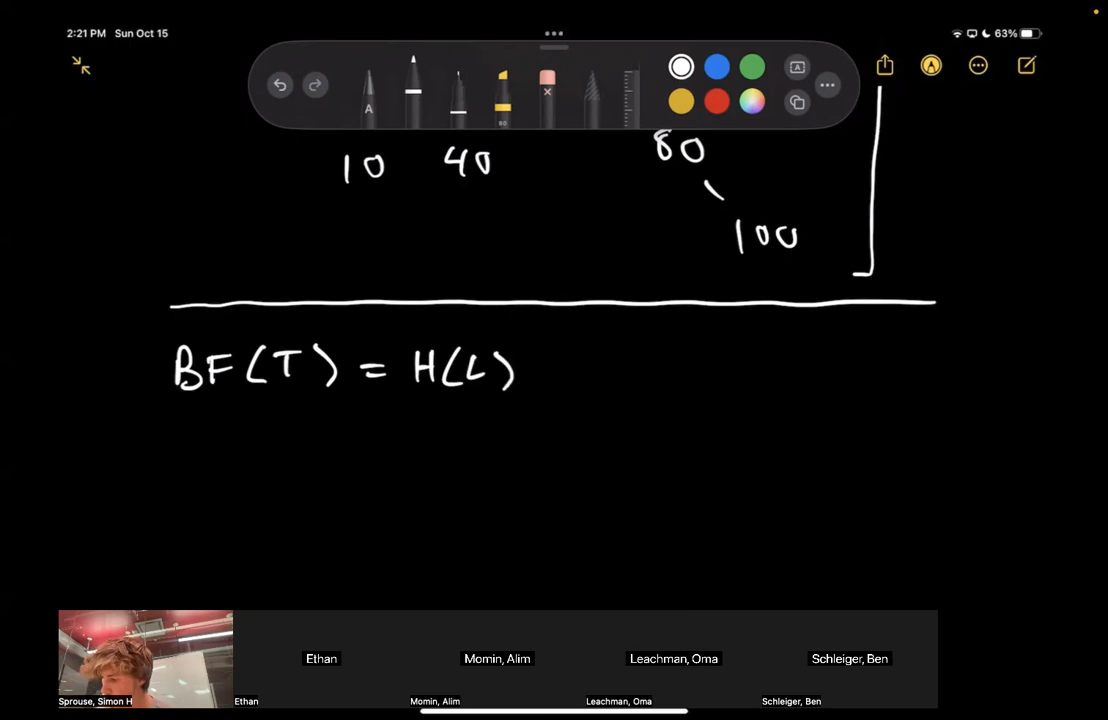 2:21 PM Sun Oct 15
63%
A
80
A
10 40 80
100
BF(T) = H(L)
Ethan Momin, Alim Leachman, Oma Schleiger, Ben
Sprouse, Simon H Ethan Momin, Alim Leachman, Oma Schleiger, Ben